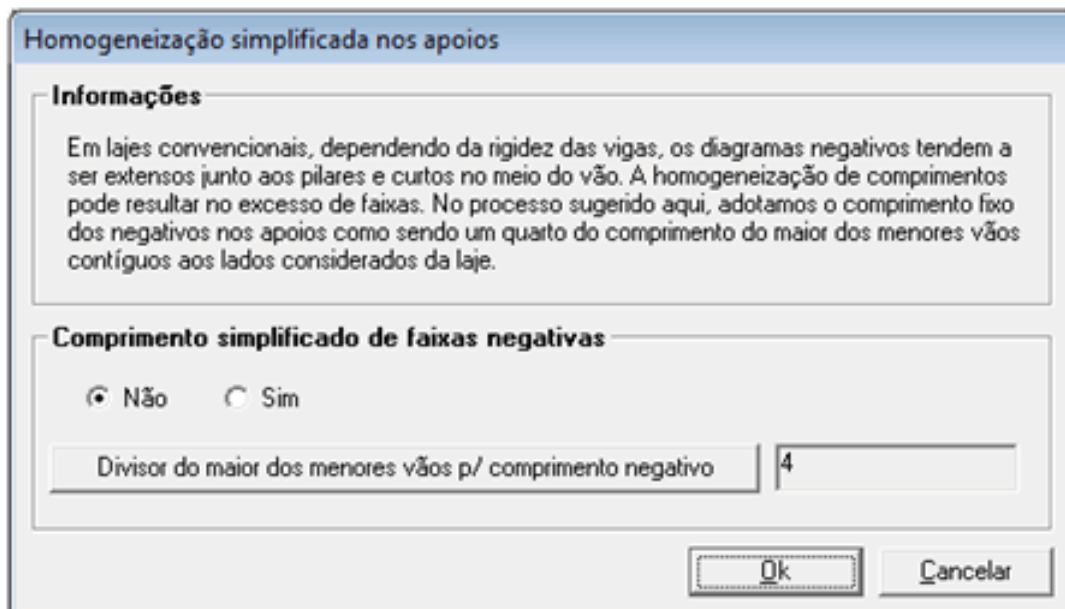 Homogeneização simplificada nos apoios
Informações
Em lajes convencionais, dependendo da rigidez das vigas, os diagramas negativos tendem a
ser extensos junto aos pilares e curtos no meio do vão. A homogeneização de comprimentos
pode resultar no excesso de faixas. No processo sugerido aqui, adotamos o comprimento fixo
dos negativos nos apoios como sendo um quarto do comprimento do maior dos menores vãos
contíguos aos lados considerados da laje.
Comprimento simplificado de faixas negativas
Não Sim
Divisor do maior dos menores vãos p/ comprimento negativo 4
Ok Cancelar